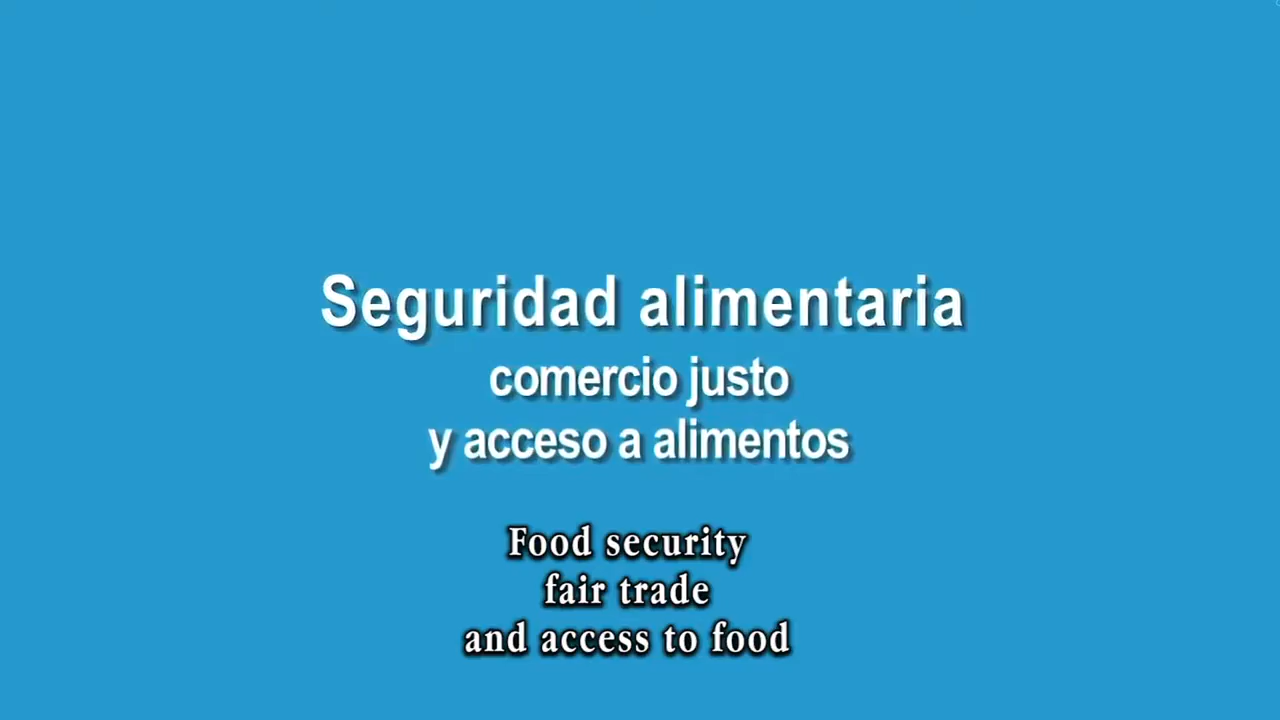 Seguridad alimentaria
comercio justo
y acceso a alimentos
Food security
fair trade
and access to food